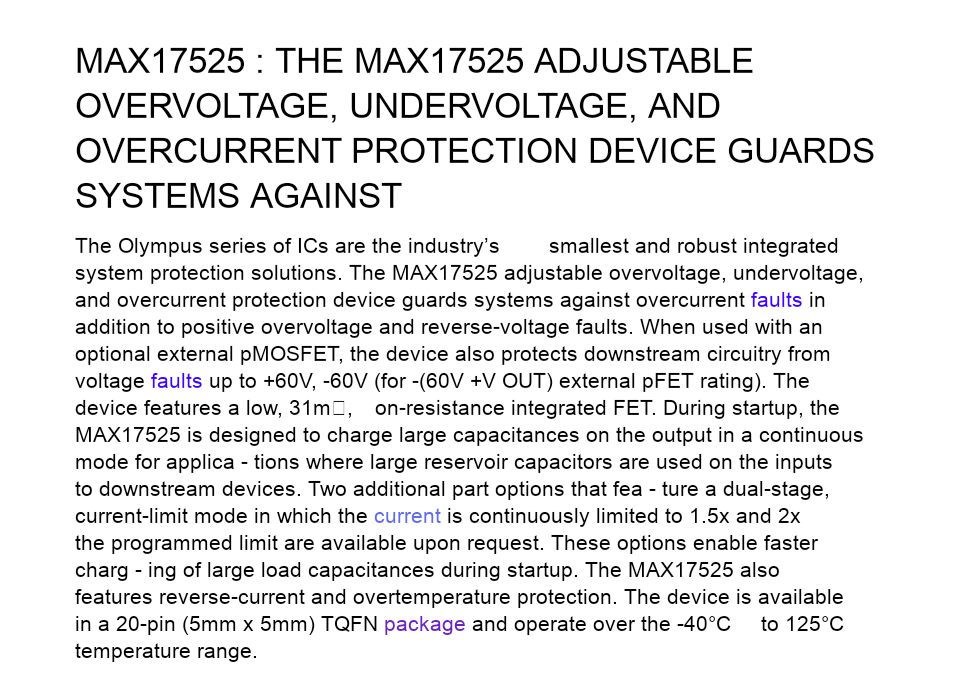 MAX17525 : THE MAX17525 ADJUSTABLE
OVERVOLTAGE, UNDERVOLTAGE, AND
OVERCURRENT PROTECTION DEVICE GUARDS
SYSTEMS AGAINST
The Olympus series of ICs are the industry’s smallest and robust integrated
system protection solutions. The MAX17525 adjustable overvoltage, undervoltage,
and overcurrent protection device guards systems against overcurrent faults in
addition to positive overvoltage and reverse-voltage faults. When used with an
optional external pMOSFET, the device also protects downstream circuitry from
voltage faults up to +60V, -60V (for -(60V +V OUT) external pFET rating). The
device features a low, 31m□, on-resistance integrated FET. During startup, the
MAX17525 is designed to charge large capacitances on the output in a continuous
mode for applica - tions where large reservoir capacitors are used on the inputs
to downstream devices. Two additional part options that fea - ture a dual-stage,
current-limit mode in which the current is continuously limited to 1.5x and 2x
the programmed limit are available upon request. These options enable faster
charg - ing of large load capacitances during startup. The MAX17525 also
features reverse-current and overtemperature protection. The device is available
in a 20-pin (5mm x 5mm) TQFN package and operate over the -40°C to 125°C
temperature range.